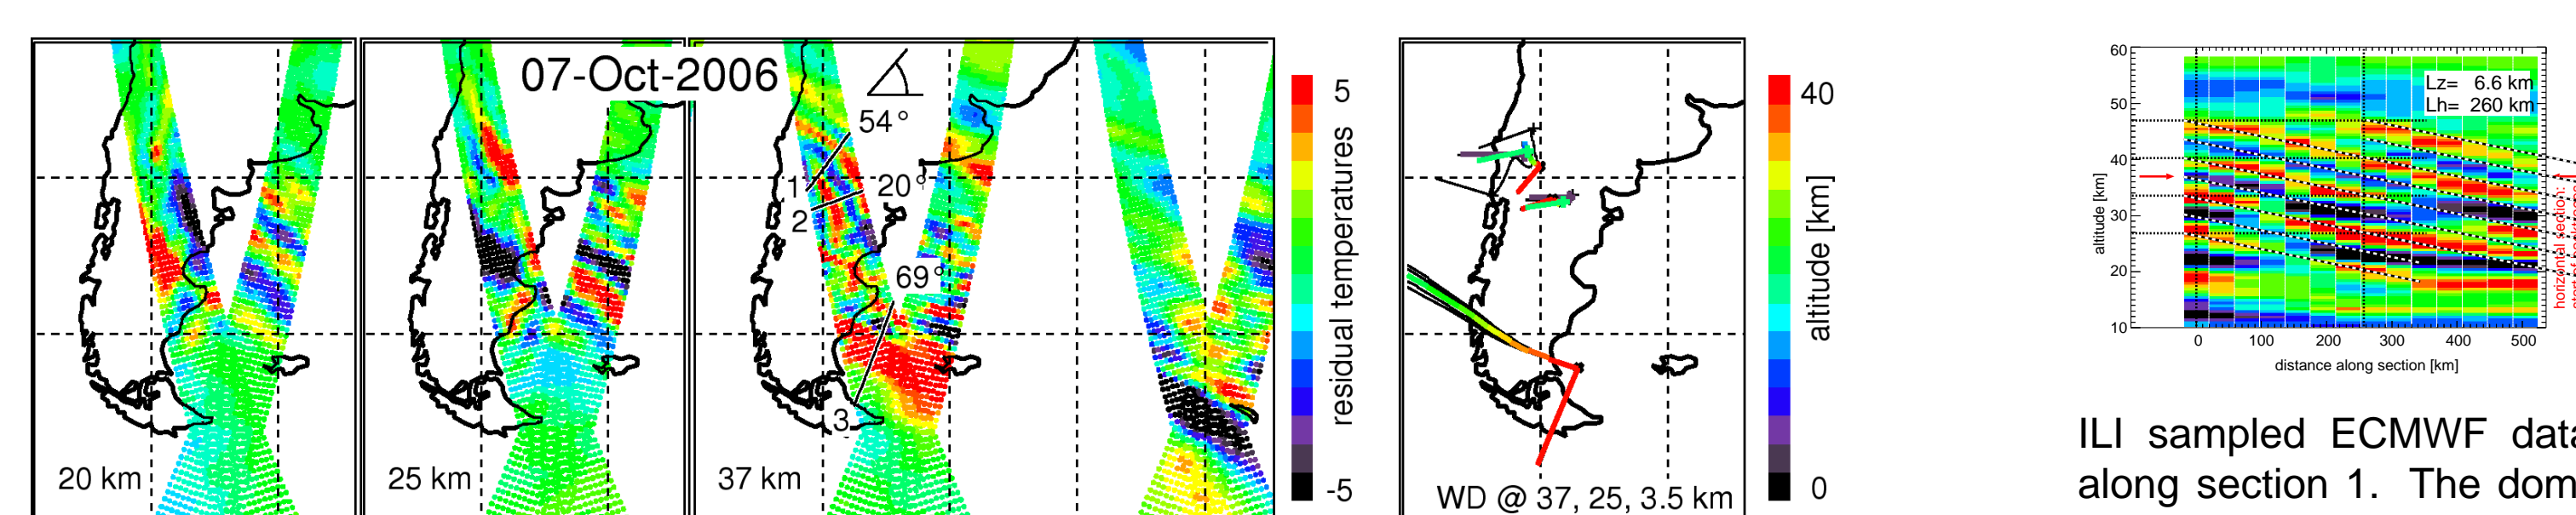 07-Oct-2006
54°
1
20°
2
69°
3
20 km
25 km
37 km
5
residual temperatures
-5
WD @ 37, 25, 3.5 km
40
altitude [km]
0
60
50
40
30
20
10
altitude [km]
Lz= 6.6 km
Lh= 260 km
0 100 200 300 400 500
distance along section [km]
horizontal section:
ILI sampled ECMWF data
along section 1. The dom